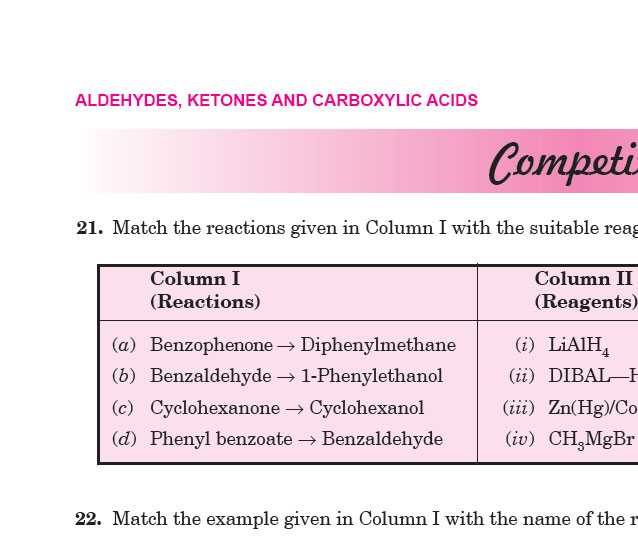 ALDEHYDES, KETONES AND CARBOXYLIC ACIDS
Competi
21. Match the reactions given in Column I with the suitable reag
Column I Column II
(Reactions) (Reagents)
(a) Benzophenone → Diphenylmethane (i) LiAlH₄
(b) Benzaldehyde → 1-Phenylethanol (ii) DIBAL—H
(c) Cyclohexanone → Cyclohexanol (iii) Zn(Hg)/Co
(d) Phenyl benzoate → Benzaldehyde (iv) CH₃MgBr
22. Match the example given in Column I with the name of the r